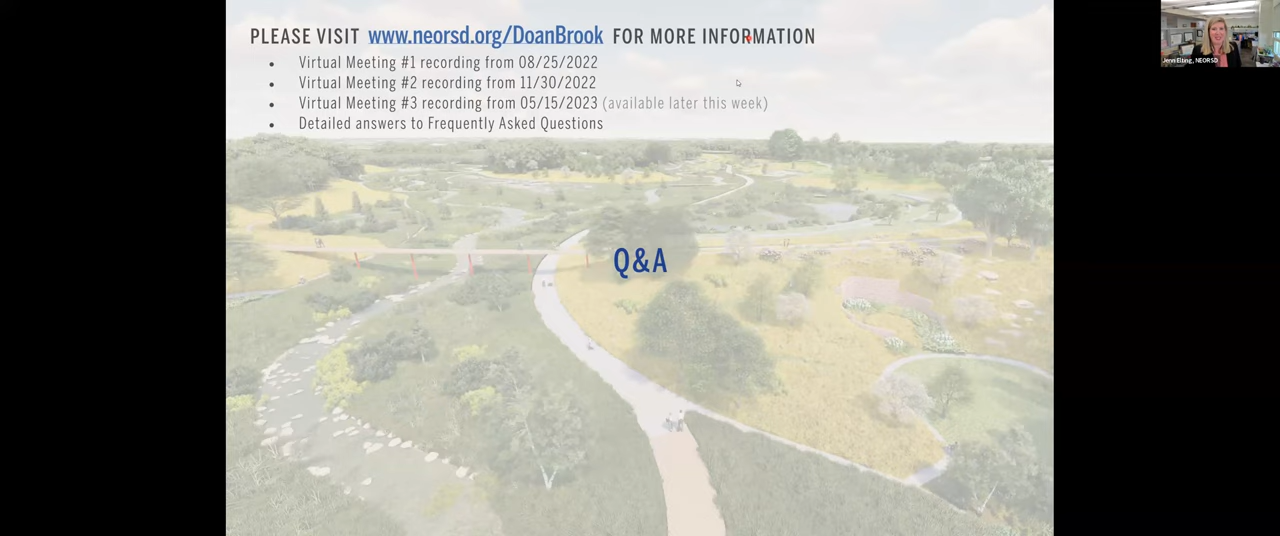 PLEASE VISIT www.neorsd.org/DoanBrook FOR MORE INFORMATION
• Virtual Meeting #1 recording from 08/25/2022
• Virtual Meeting #2 recording from 11/30/2022
• Virtual Meeting #3 recording from 05/15/2023 (available later this week)
• Detailed answers to Frequently Asked Questions
Q&A
Jenn Elting, NEORSD